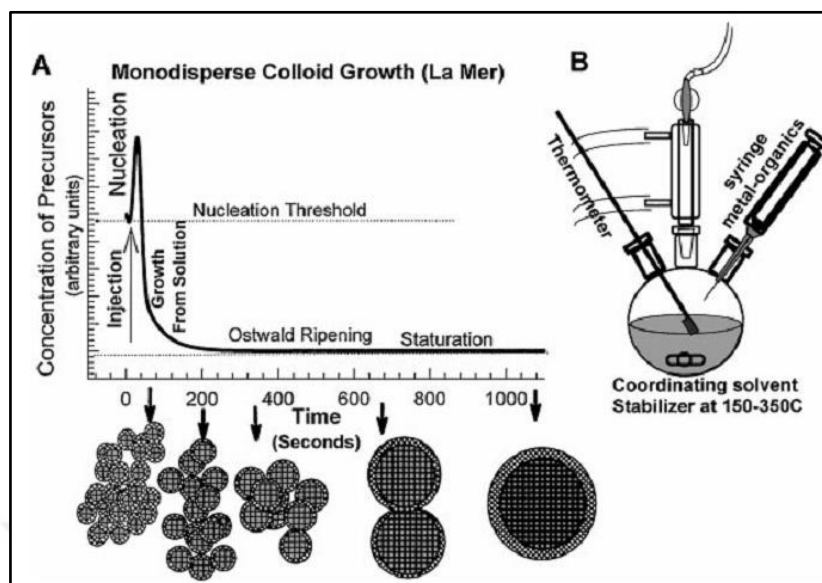 A
Monodisperse Colloid Growth (La Mer)
Concentration of Precursors
(arbitrary units)
Nucleation
Injection
Growth
From Solution
Nucleation Threshold
Ostwald Ripening
Staturation
0 200 400 600 800 1000
Time
(Seconds)
B
Thermometer
syringe
metal-organics
Coordinating solvent
Stabilizer at 150-350C